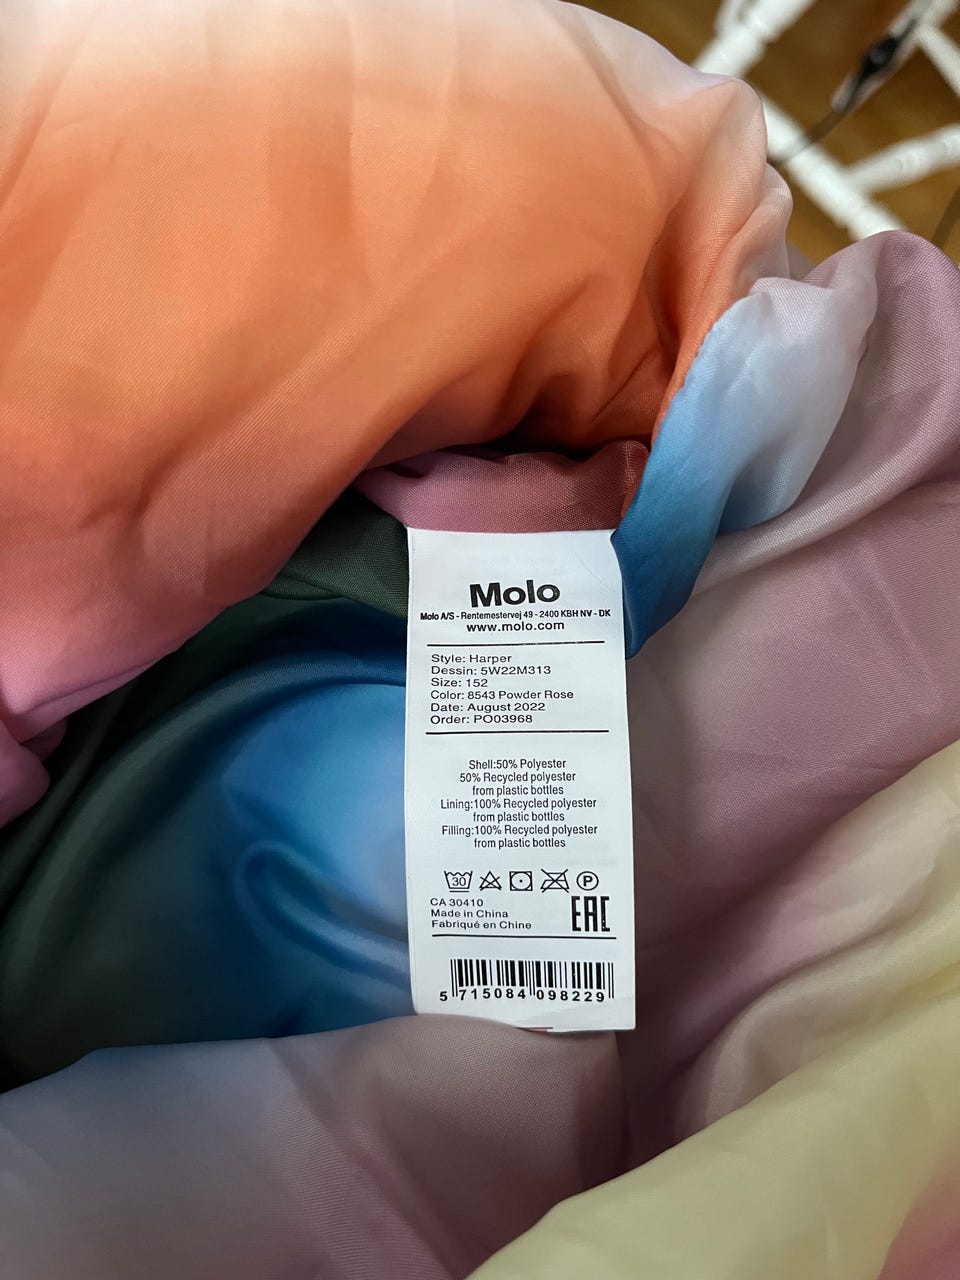 Molo
Molo A/S - Rentemestervej 49 - 2400 KBH NV - DK
www.molo.com
Style: Harper
Dessin: 5W22M313
Size: 152
Color: 8543 Powder Rose
Date: August 2022
Order: PO03968
Shell:50% Polyester
50% Recycled polyester
from plastic bottles
Lining:100% Recycled polyester
from plastic bottles
Filling:100% Recycled polyester
from plastic bottles
30 P
CA 30410
Made in China
Fabriqué en Chine
EAC
5 715084 098229